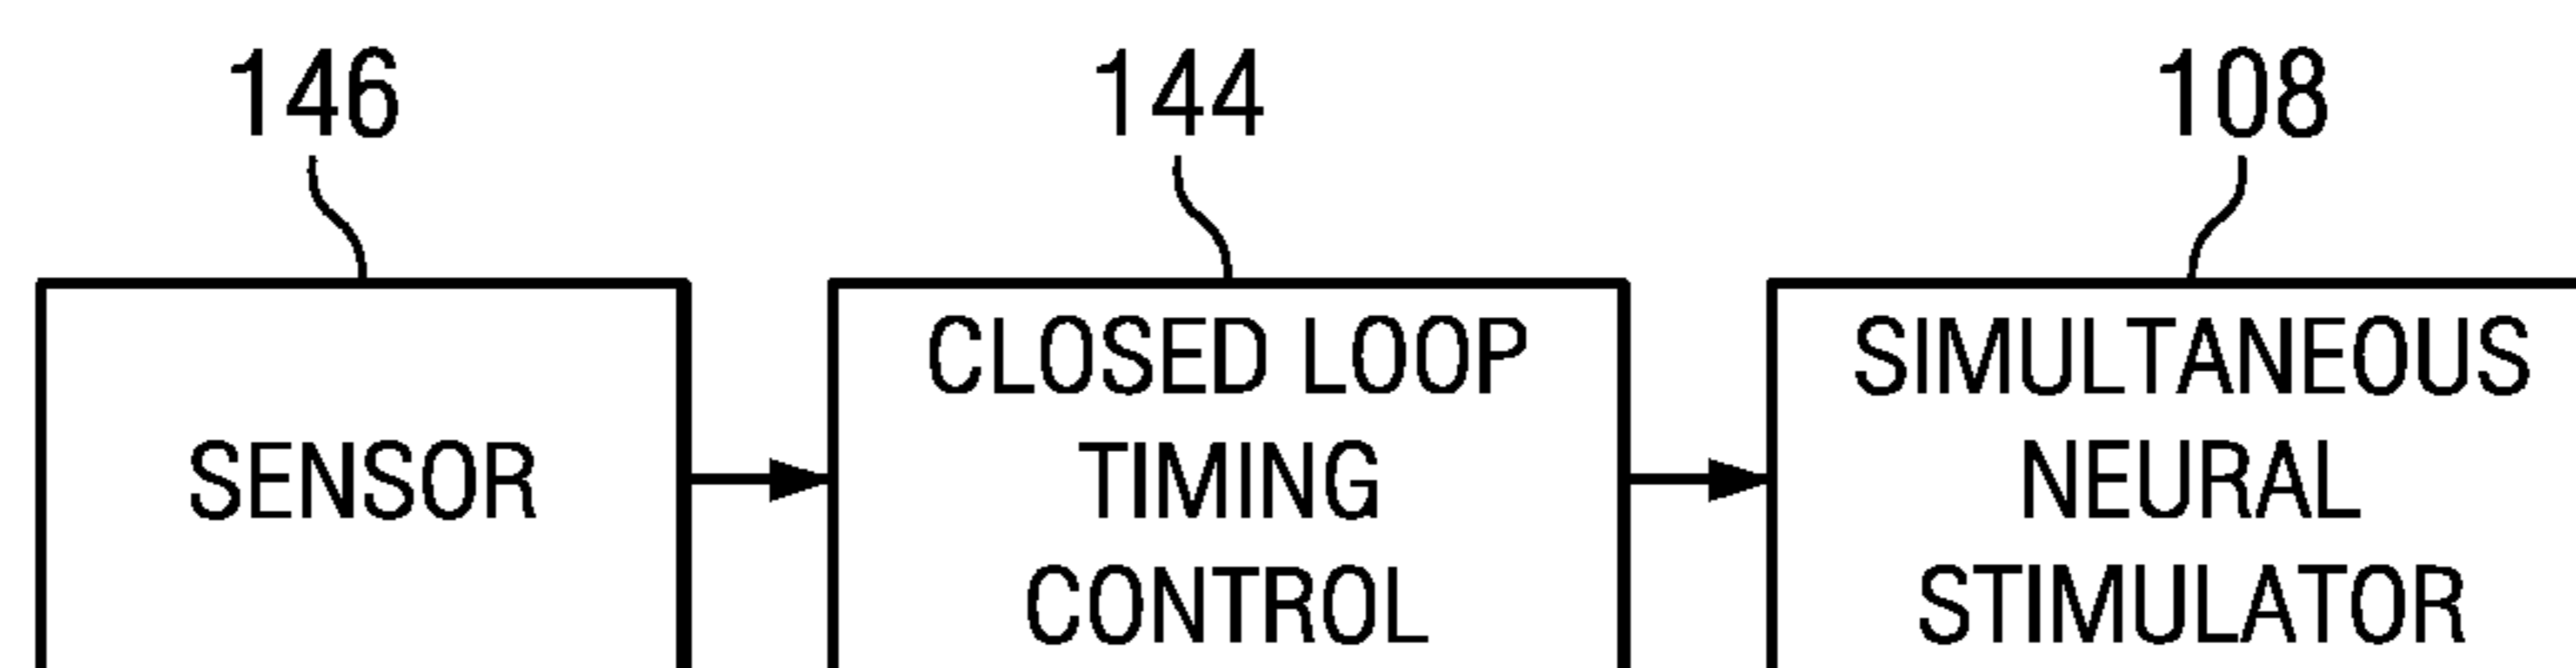 146
144
108
SENSOR
CLOSED LOOP
TIMING
CONTROL
SIMULTANEOUS
NEURAL
STIMULATOR